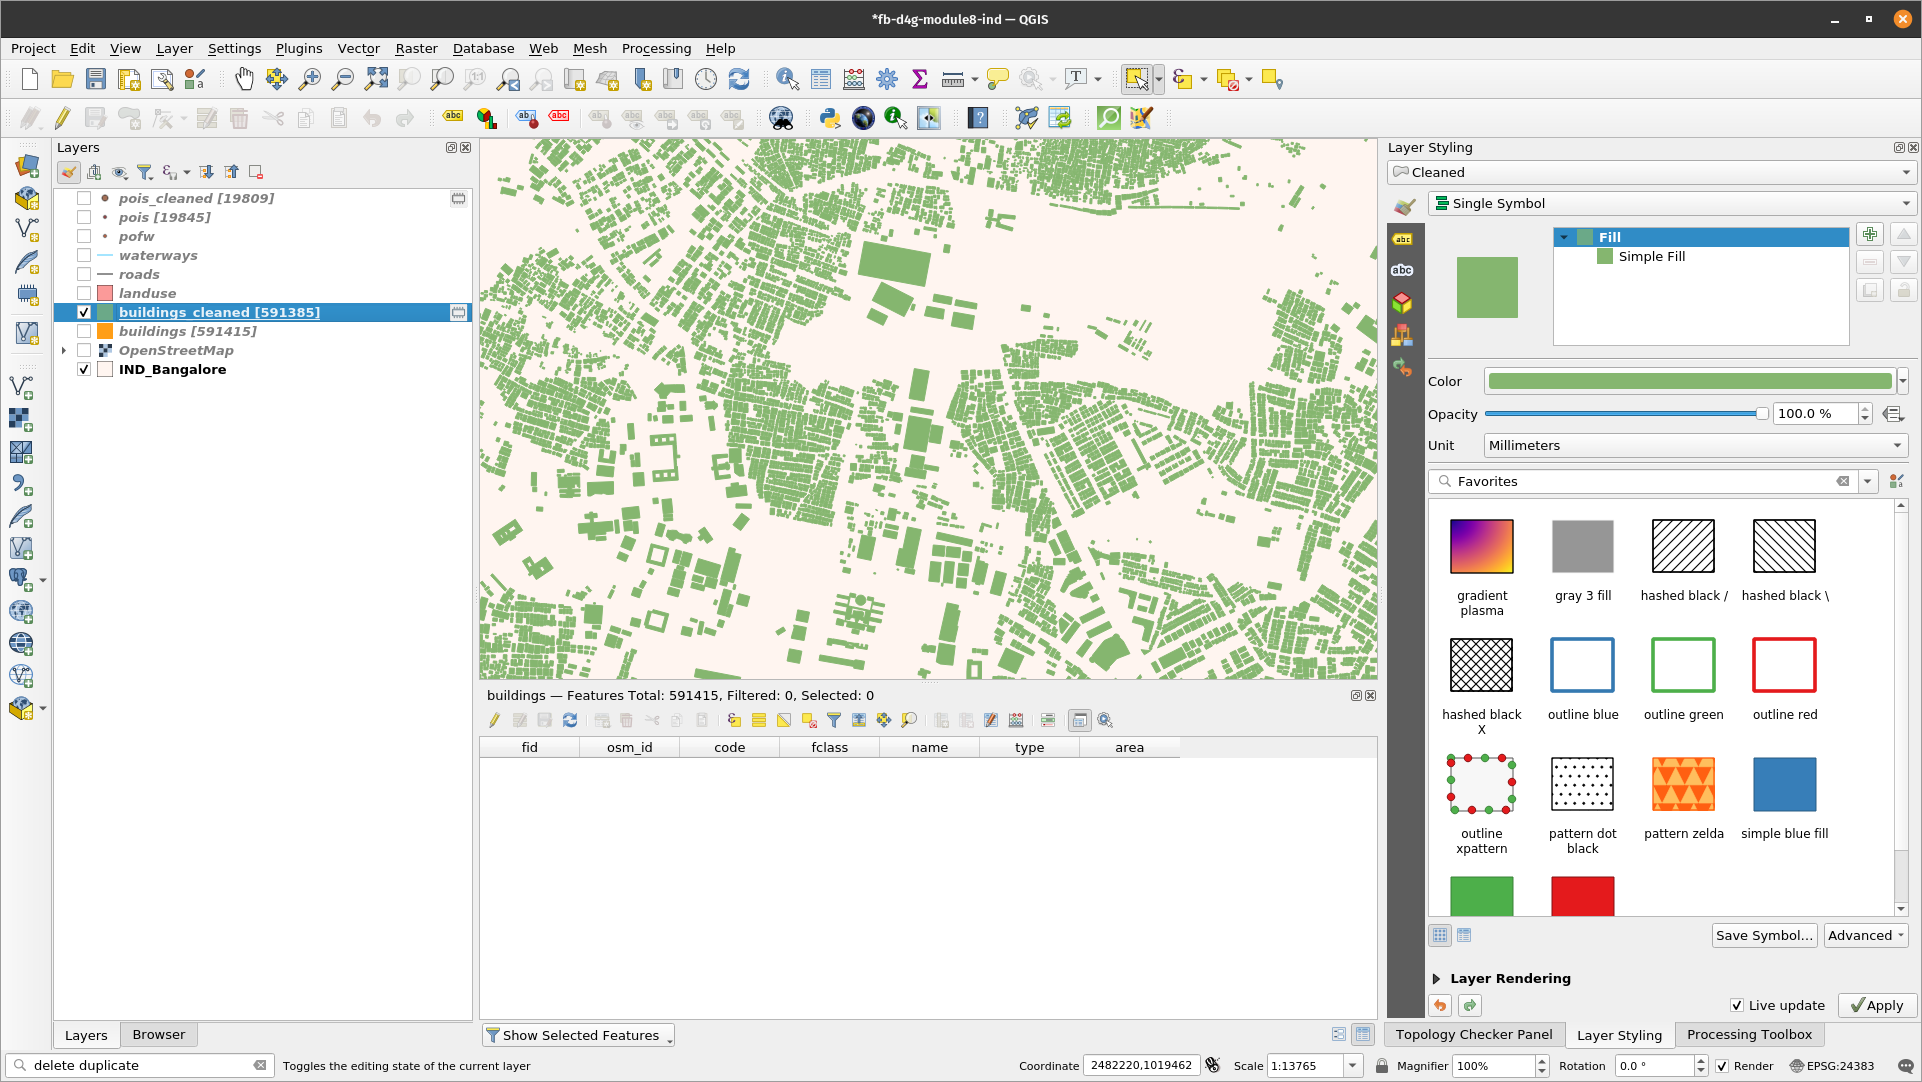 *fb-d4g-module8-ind — QGIS
Project Edit View Layer Settings Plugins Vector Raster Database Web Mesh Processing Help
Layers
pois_cleaned [19809]
pois [19845]
pofw
waterways
roads
landuse
buildings_cleaned [591385]
buildings [591415]
OpenStreetMap
IND_Bangalore
Layers Browser
buildings — Features Total: 591415, Filtered: 0, Selected: 0
fid osm_id code fclass name type area
Show Selected Features
Layer Styling
Cleaned
Single Symbol
Fill
Simple Fill
Color
Opacity 100.0 %
Unit Millimeters
Favorites
gradient plasma
gray 3 fill
hashed black /
hashed black \
hashed black X
outline blue
outline green
outline red
outline xpattern
pattern dot black
pattern zelda
simple blue fill
Save Symbol... Advanced
Layer Rendering
Live update Apply
Topology Checker Panel Layer Styling Processing Toolbox
delete duplicate Toggles the editing state of the current layer Coordinate 2482220,1019462 Scale 1:13765 Magnifier 100% Rotation 0.0 ° Render EPSG:24383